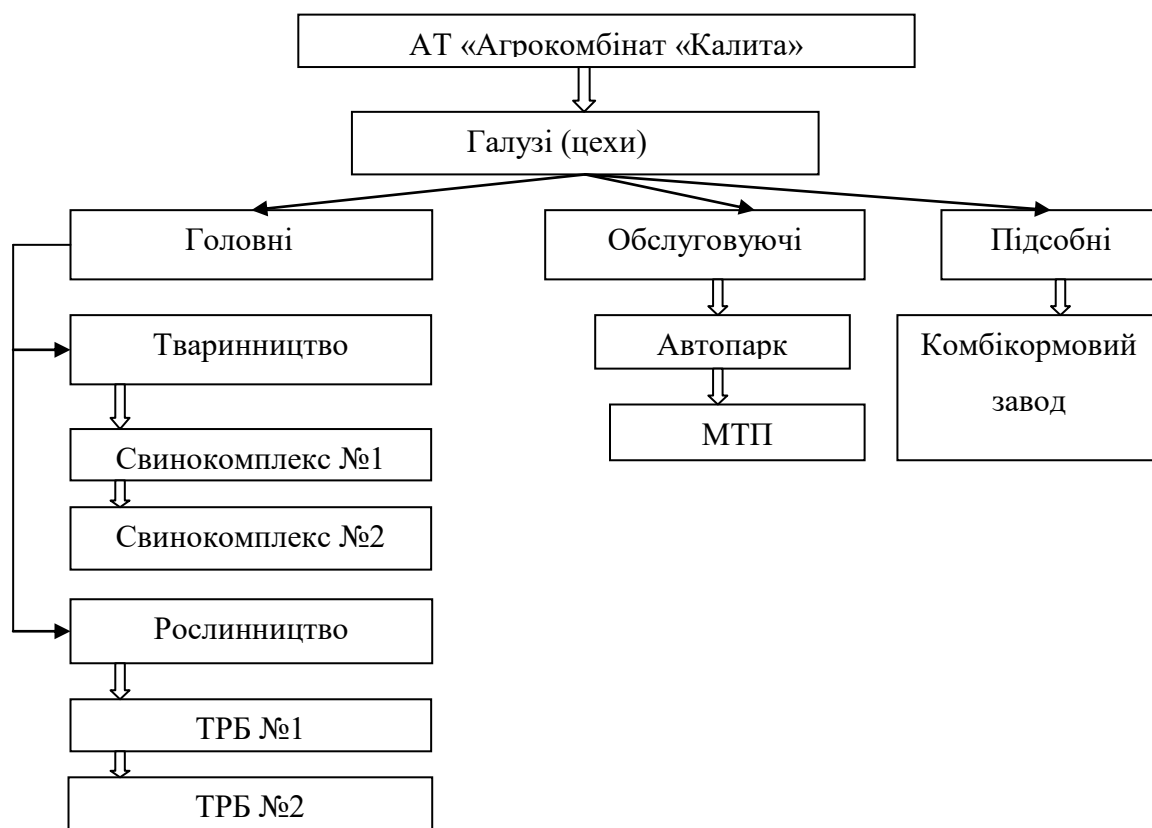 АТ «Агрокомбінат «Калита»
Галузі (цехи)
Головні
Обслуговуючі
Підсобні
Тваринництво
Автопарк
Комбікормовий
завод
МТП
Свинокомплекс №1
Свинокомплекс №2
Рослинництво
ТРБ №1
ТРБ №2